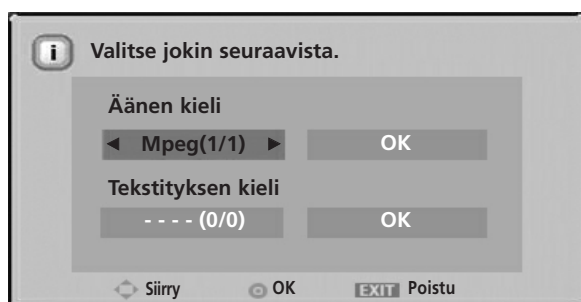 i Valitse jokin seuraavista.
Äänen kieli
◄ Mpeg(1/1) ► OK
Tekstityksen kieli
- - - - (0/0) OK
Siirry OK EXIT Poistu